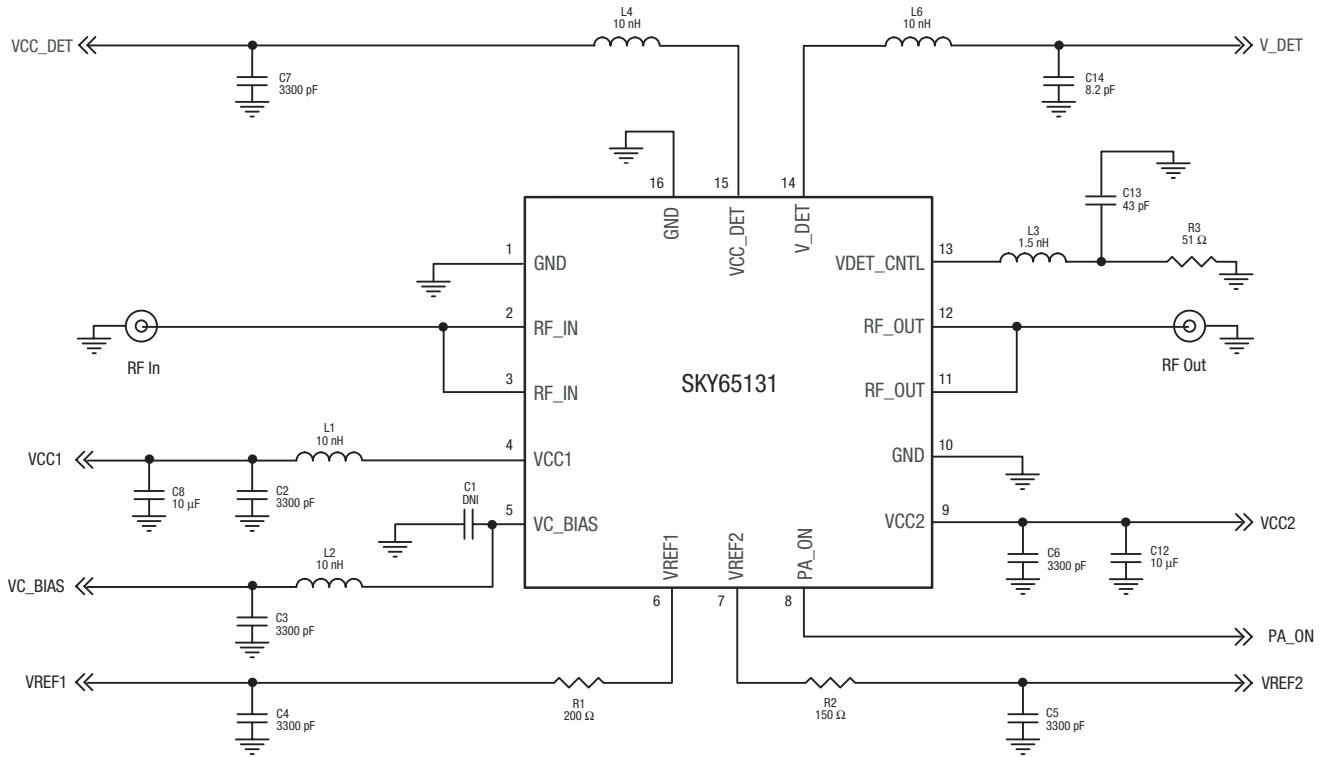 L4
10 nH
L6
10 nH
VCC_DET
V_DET
C7
3300 pF
C14
8.2 pF
16
15
14
GND
VCC_DET
V_DET
C13
43 pF
L3
1.5 nH
R3
51 Ω
1
GND
VDET_CNTL
13
RF In
2
RF_IN
RF_OUT
12
RF Out
3
RF_IN
SKY65131
RF_OUT
11
VCC1
L1
10 nH
4
VCC1
GND
10
C8
10 µF
C2
3300 pF
C1
DNI
5
VC_BIAS
VCC2
9
VCC2
C6
3300 pF
C12
10 µF
VC_BIAS
L2
10 nH
VREF1
VREF2
PA_ON
6
7
8
C3
3300 pF
PA_ON
VREF1
R1
200 Ω
R2
150 Ω
VREF2
C4
3300 pF
C5
3300 pF